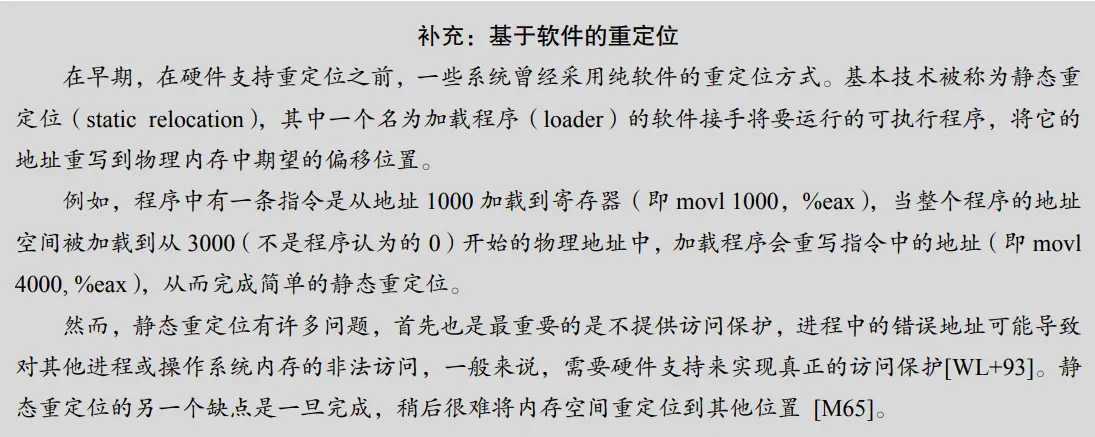 补充：基于软件的重定位
在早期，在硬件支持重定位之前，一些系统曾经采用纯软件的重定位方式。基本技术被称为静态重
定位（static relocation），其中一个名为加载程序（loader）的软件接手将要运行的可执行程序，将它的
地址重写到物理内存中期望的偏移位置。
例如，程序中有一条指令是从地址 1000 加载到寄存器（即 movl 1000，%eax），当整个程序的地址
空间被加载到从 3000（不是程序认为的 0）开始的物理地址中，加载程序会重写指令中的地址（即 movl
4000, %eax），从而完成简单的静态重定位。
然而，静态重定位有许多问题，首先也是最重要的是不提供访问保护，进程中的错误地址可能导致
对其他进程或操作系统内存的非法访问，一般来说，需要硬件支持来实现真正的访问保护[WL+93]。静
态重定位的另一个缺点是一旦完成，稍后很难将内存空间重定位到其他位置 [M65]。